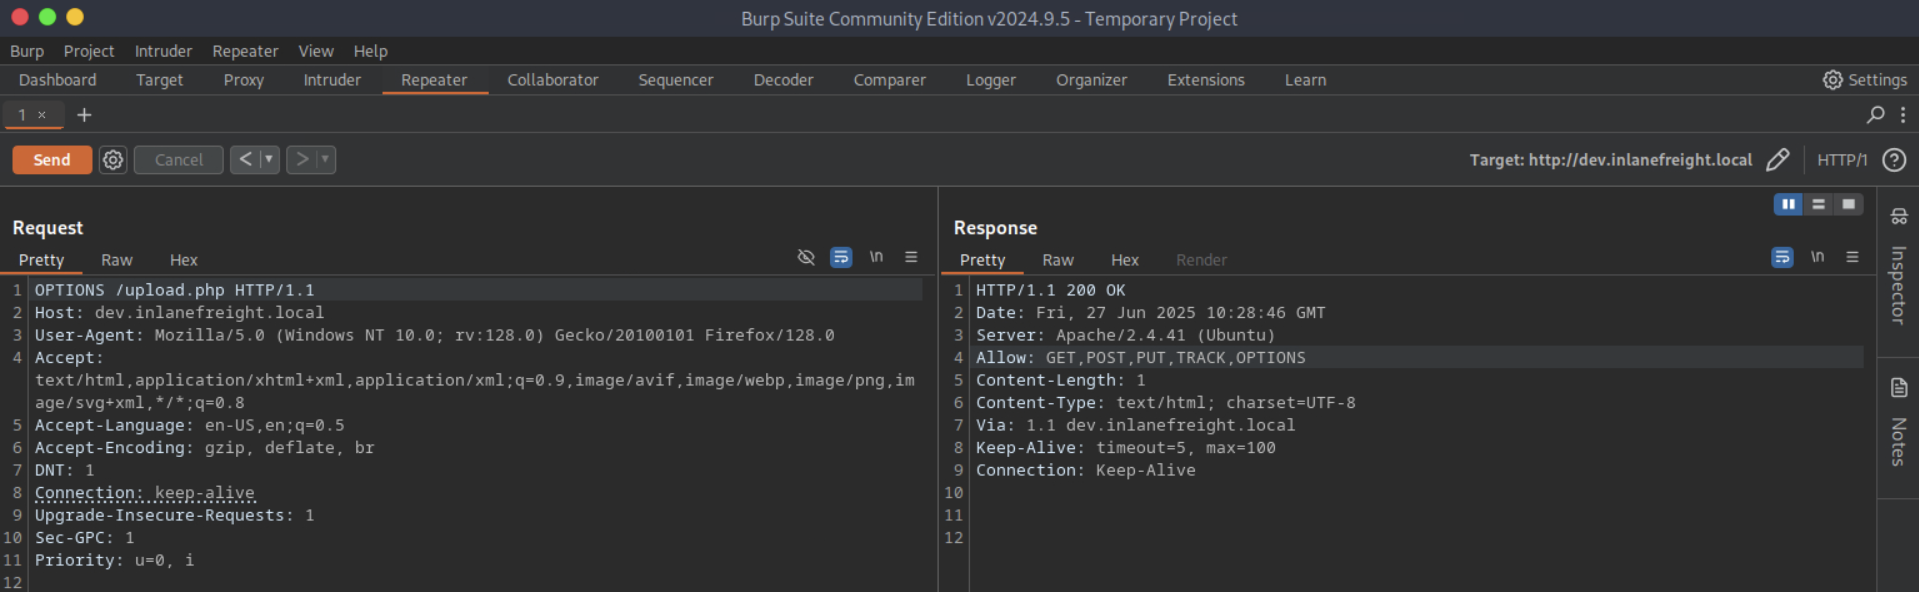 Burp Suite Community Edition v2024.9.5 - Temporary Project
Burp Project Intruder Repeater View Help
Dashboard Target Proxy Intruder Repeater Collaborator Sequencer Decoder Comparer Logger Organizer Extensions Learn Settings
1 × +
Send Cancel < > Target: http://dev.inlanefreight.local HTTP/1 ?
Request
Pretty Raw Hex \n
1 OPTIONS /upload.php HTTP/1.1
2 Host: dev.inlanefreight.local
3 User-Agent: Mozilla/5.0 (Windows NT 10.0; rv:128.0) Gecko/20100101 Firefox/128.0
4 Accept:
text/html,application/xhtml+xml,application/xml;q=0.9,image/avif,image/webp,image/png,im
age/svg+xml,*/*;q=0.8
5 Accept-Language: en-US,en;q=0.5
6 Accept-Encoding: gzip, deflate, br
7 DNT: 1
8 Connection: keep-alive
9 Upgrade-Insecure-Requests: 1
10 Sec-GPC: 1
11 Priority: u=0, i
12
Response
Pretty Raw Hex Render \n
1 HTTP/1.1 200 OK
2 Date: Fri, 27 Jun 2025 10:28:46 GMT
3 Server: Apache/2.4.41 (Ubuntu)
4 Allow: GET,POST,PUT,TRACK,OPTIONS
5 Content-Length: 1
6 Content-Type: text/html; charset=UTF-8
7 Via: 1.1 dev.inlanefreight.local
8 Keep-Alive: timeout=5, max=100
9 Connection: Keep-Alive
10
11
12
Inspector
Notes